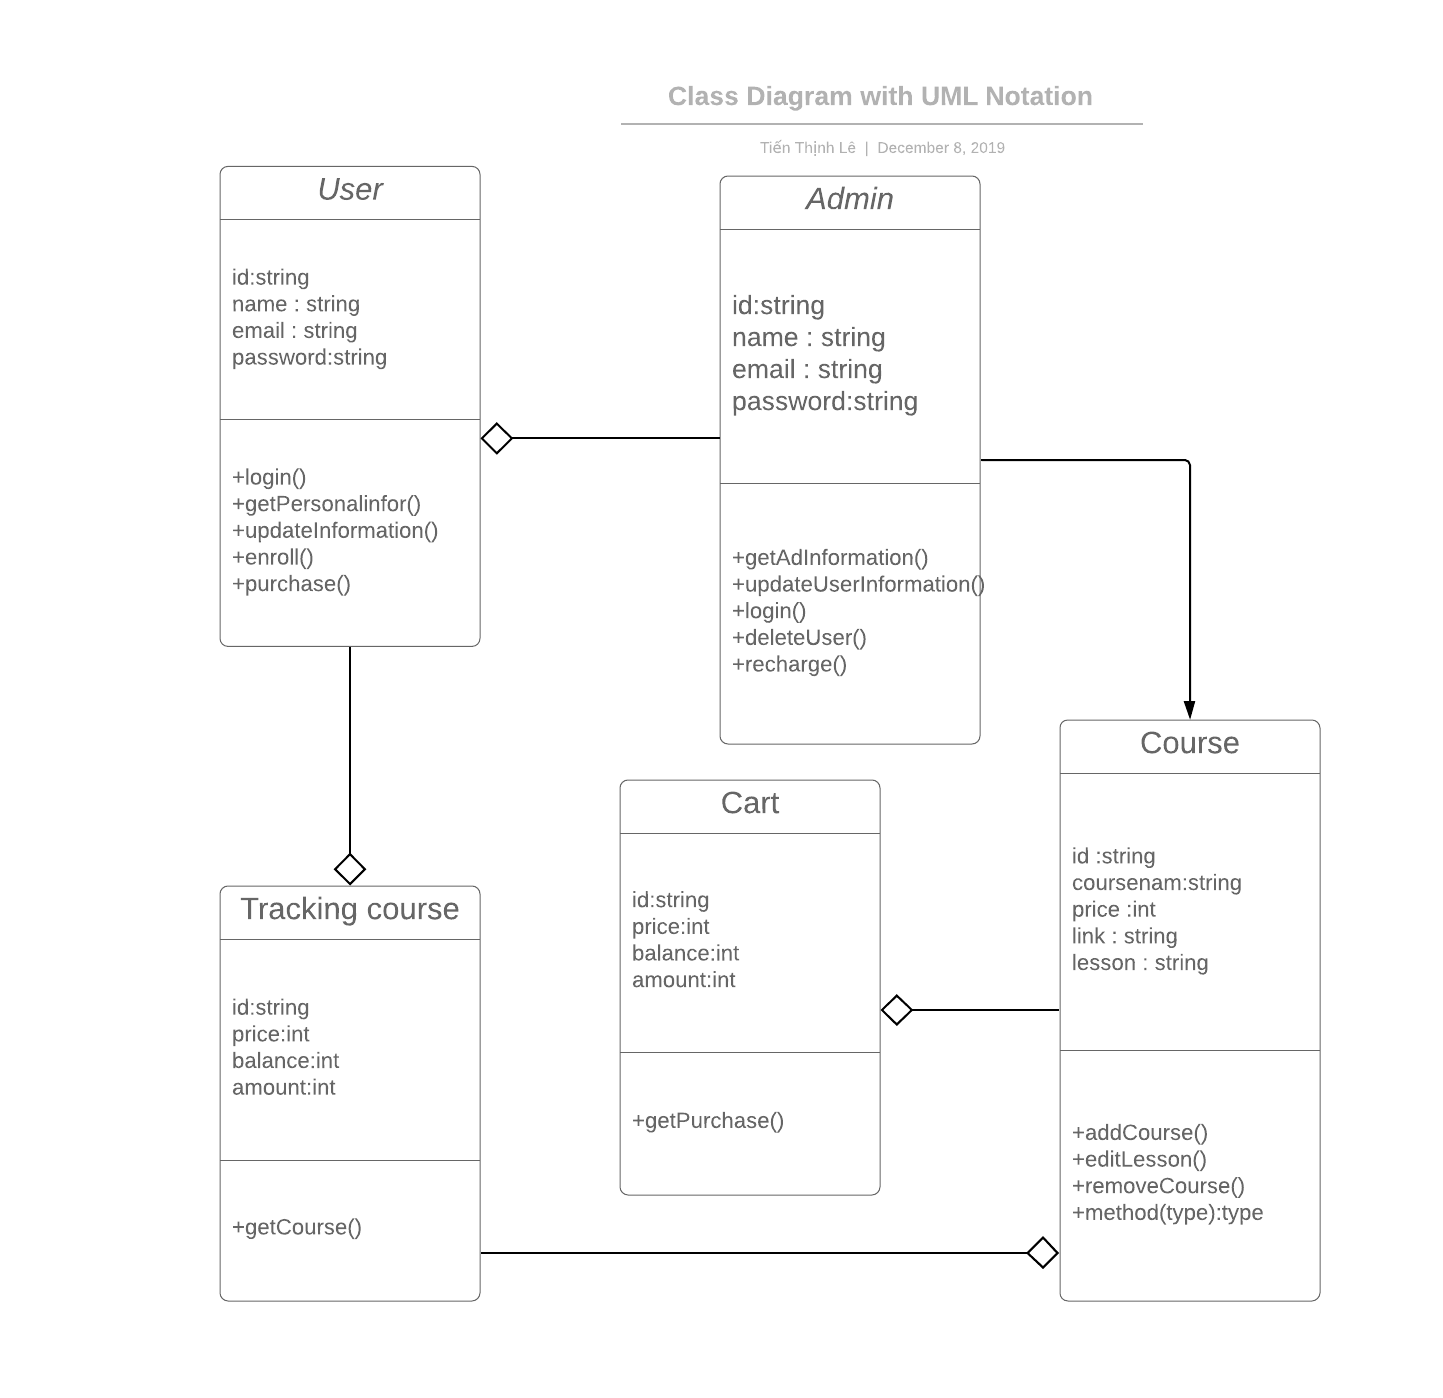 Class Diagram with UML Notation
Tiến Thịnh Lê | December 8, 2019
User
id:string
name : string
email : string
password:string
+login()
+getPersonalinfor()
+updateInformation()
+enroll()
+purchase()
Admin
id:string
name : string
email : string
password:string
+getAdInformation()
+updateUserInformation()
+login()
+deleteUser()
+recharge()
Course
id :string
coursenam:string
price :int
link : string
lesson : string
+addCourse()
+editLesson()
+removeCourse()
+method(type):type
Cart
id:string
price:int
balance:int
amount:int
+getPurchase()
Tracking course
id:string
price:int
balance:int
amount:int
+getCourse()